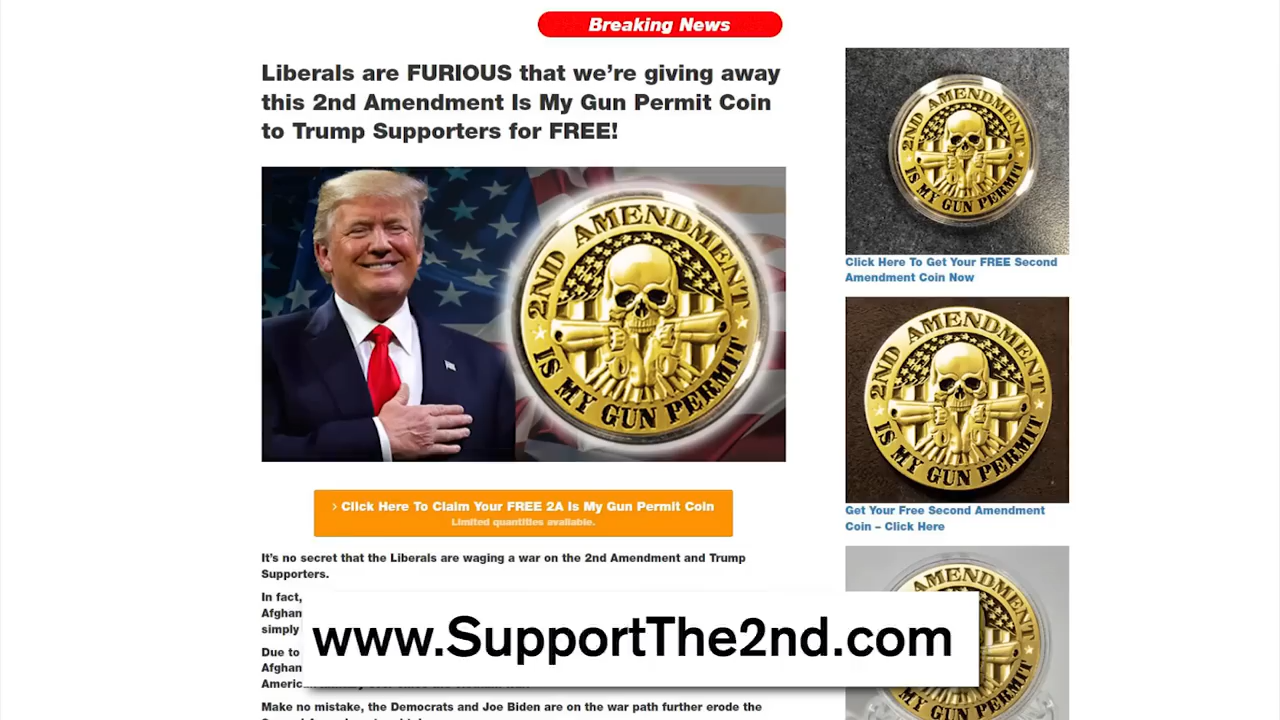 Breaking News
Liberals are FURIOUS that we're giving away
this 2nd Amendment Is My Gun Permit Coin
to Trump Supporters for FREE!
2ND AMENDMENT
IS MY GUN PERMIT
› Click Here To Claim Your FREE 2A Is My Gun Permit Coin
Limited quantities available.
It's no secret that the Liberals are waging a war on the 2nd Amendment and Trump
Supporters.
In fact,
Afghan
simply
Due to
Afghan
Make no mistake, the Democrats and Joe Biden are on the war path further erode the
www.SupportThe2nd.com
2ND AMENDMENT
IS MY GUN PERMIT
Click Here To Get Your FREE Second
Amendment Coin Now
2ND AMENDMENT
IS MY GUN PERMIT
Get Your Free Second Amendment
Coin – Click Here
AMENDMENT
MY GUN PERMIT